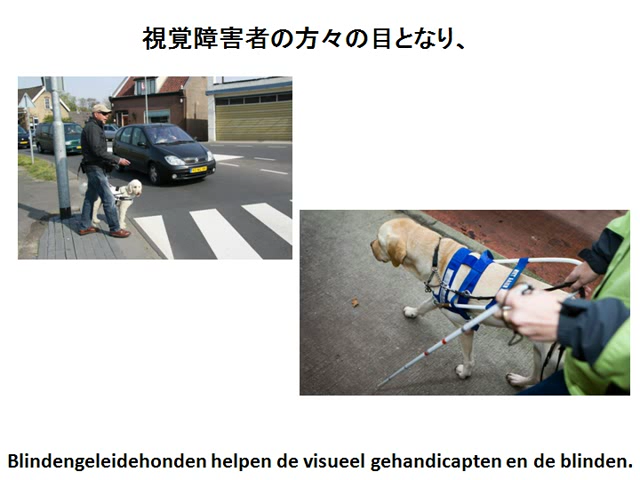 視覚障害者の方々の目となり、
Blindengeleidehonden helpen de visueel gehandicapten en de blinden.